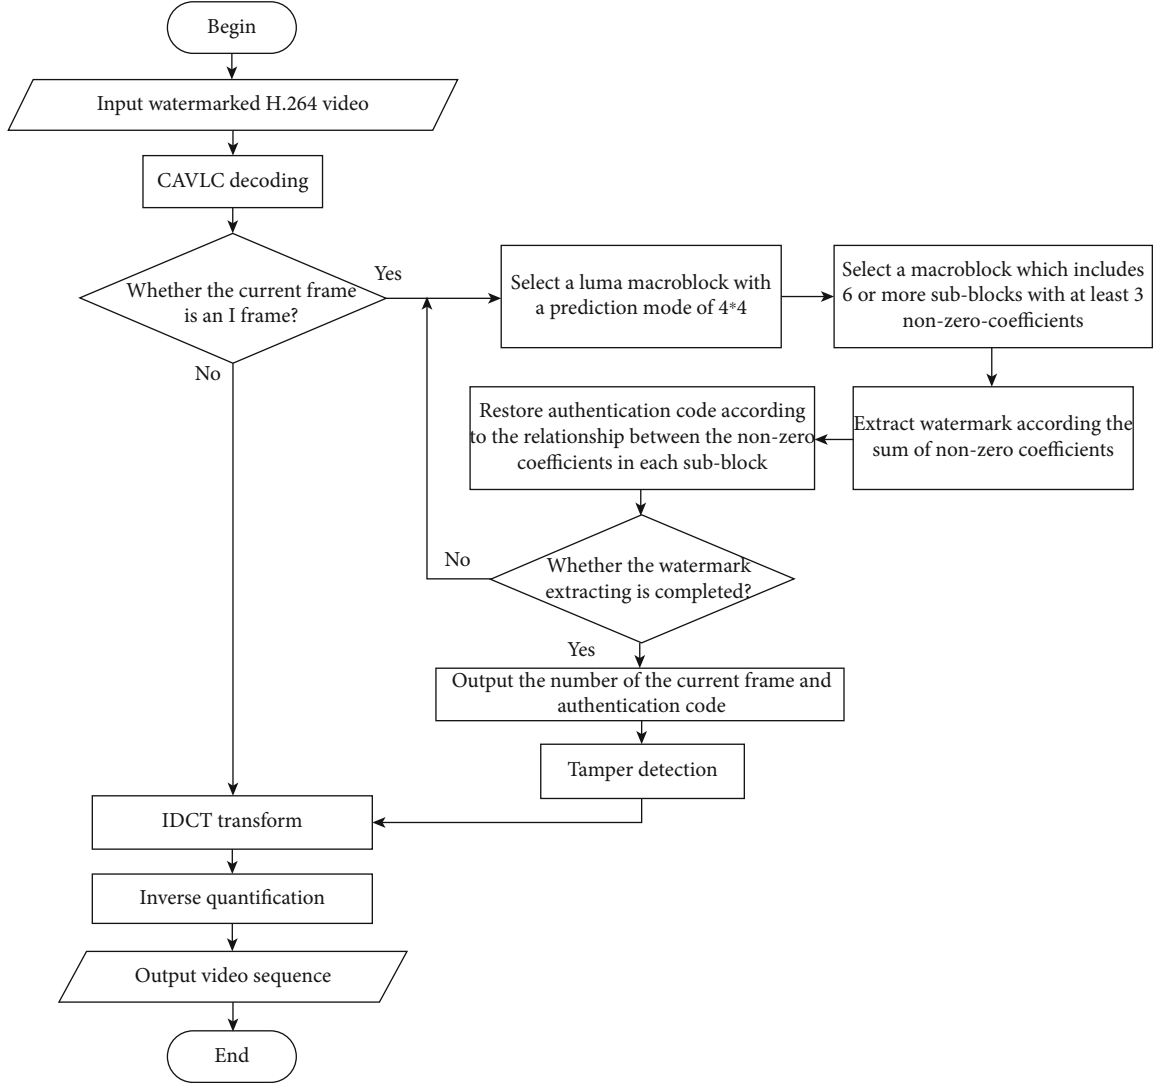 Begin
Input watermarked H.264 video
CAVLC decoding
Whether the current frame
is an I frame?
Yes
No
Select a luma macroblock with
a prediction mode of 4*4
Select a macroblock which includes
6 or more sub-blocks with at least 3
non-zero-coefficients
Extract watermark according the
sum of non-zero coefficients
Restore authentication code according
to the relationship between the non-zero
coefficients in each sub-block
Whether the watermark
extracting is completed?
No
Yes
Output the number of the current frame and
authentication code
Tamper detection
IDCT transform
Inverse quantification
Output video sequence
End